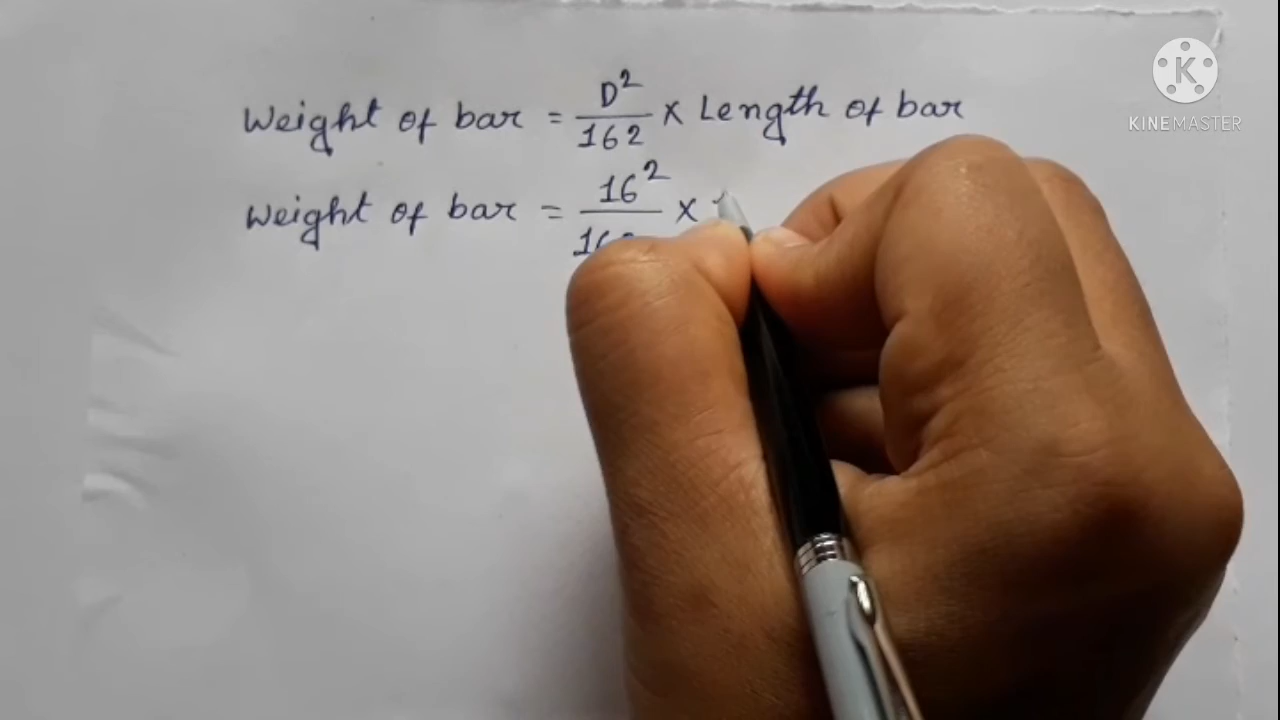 Weight of bar = D²/162 × Length of bar
Weight of bar = 16²/ ×
K
KINEMASTER